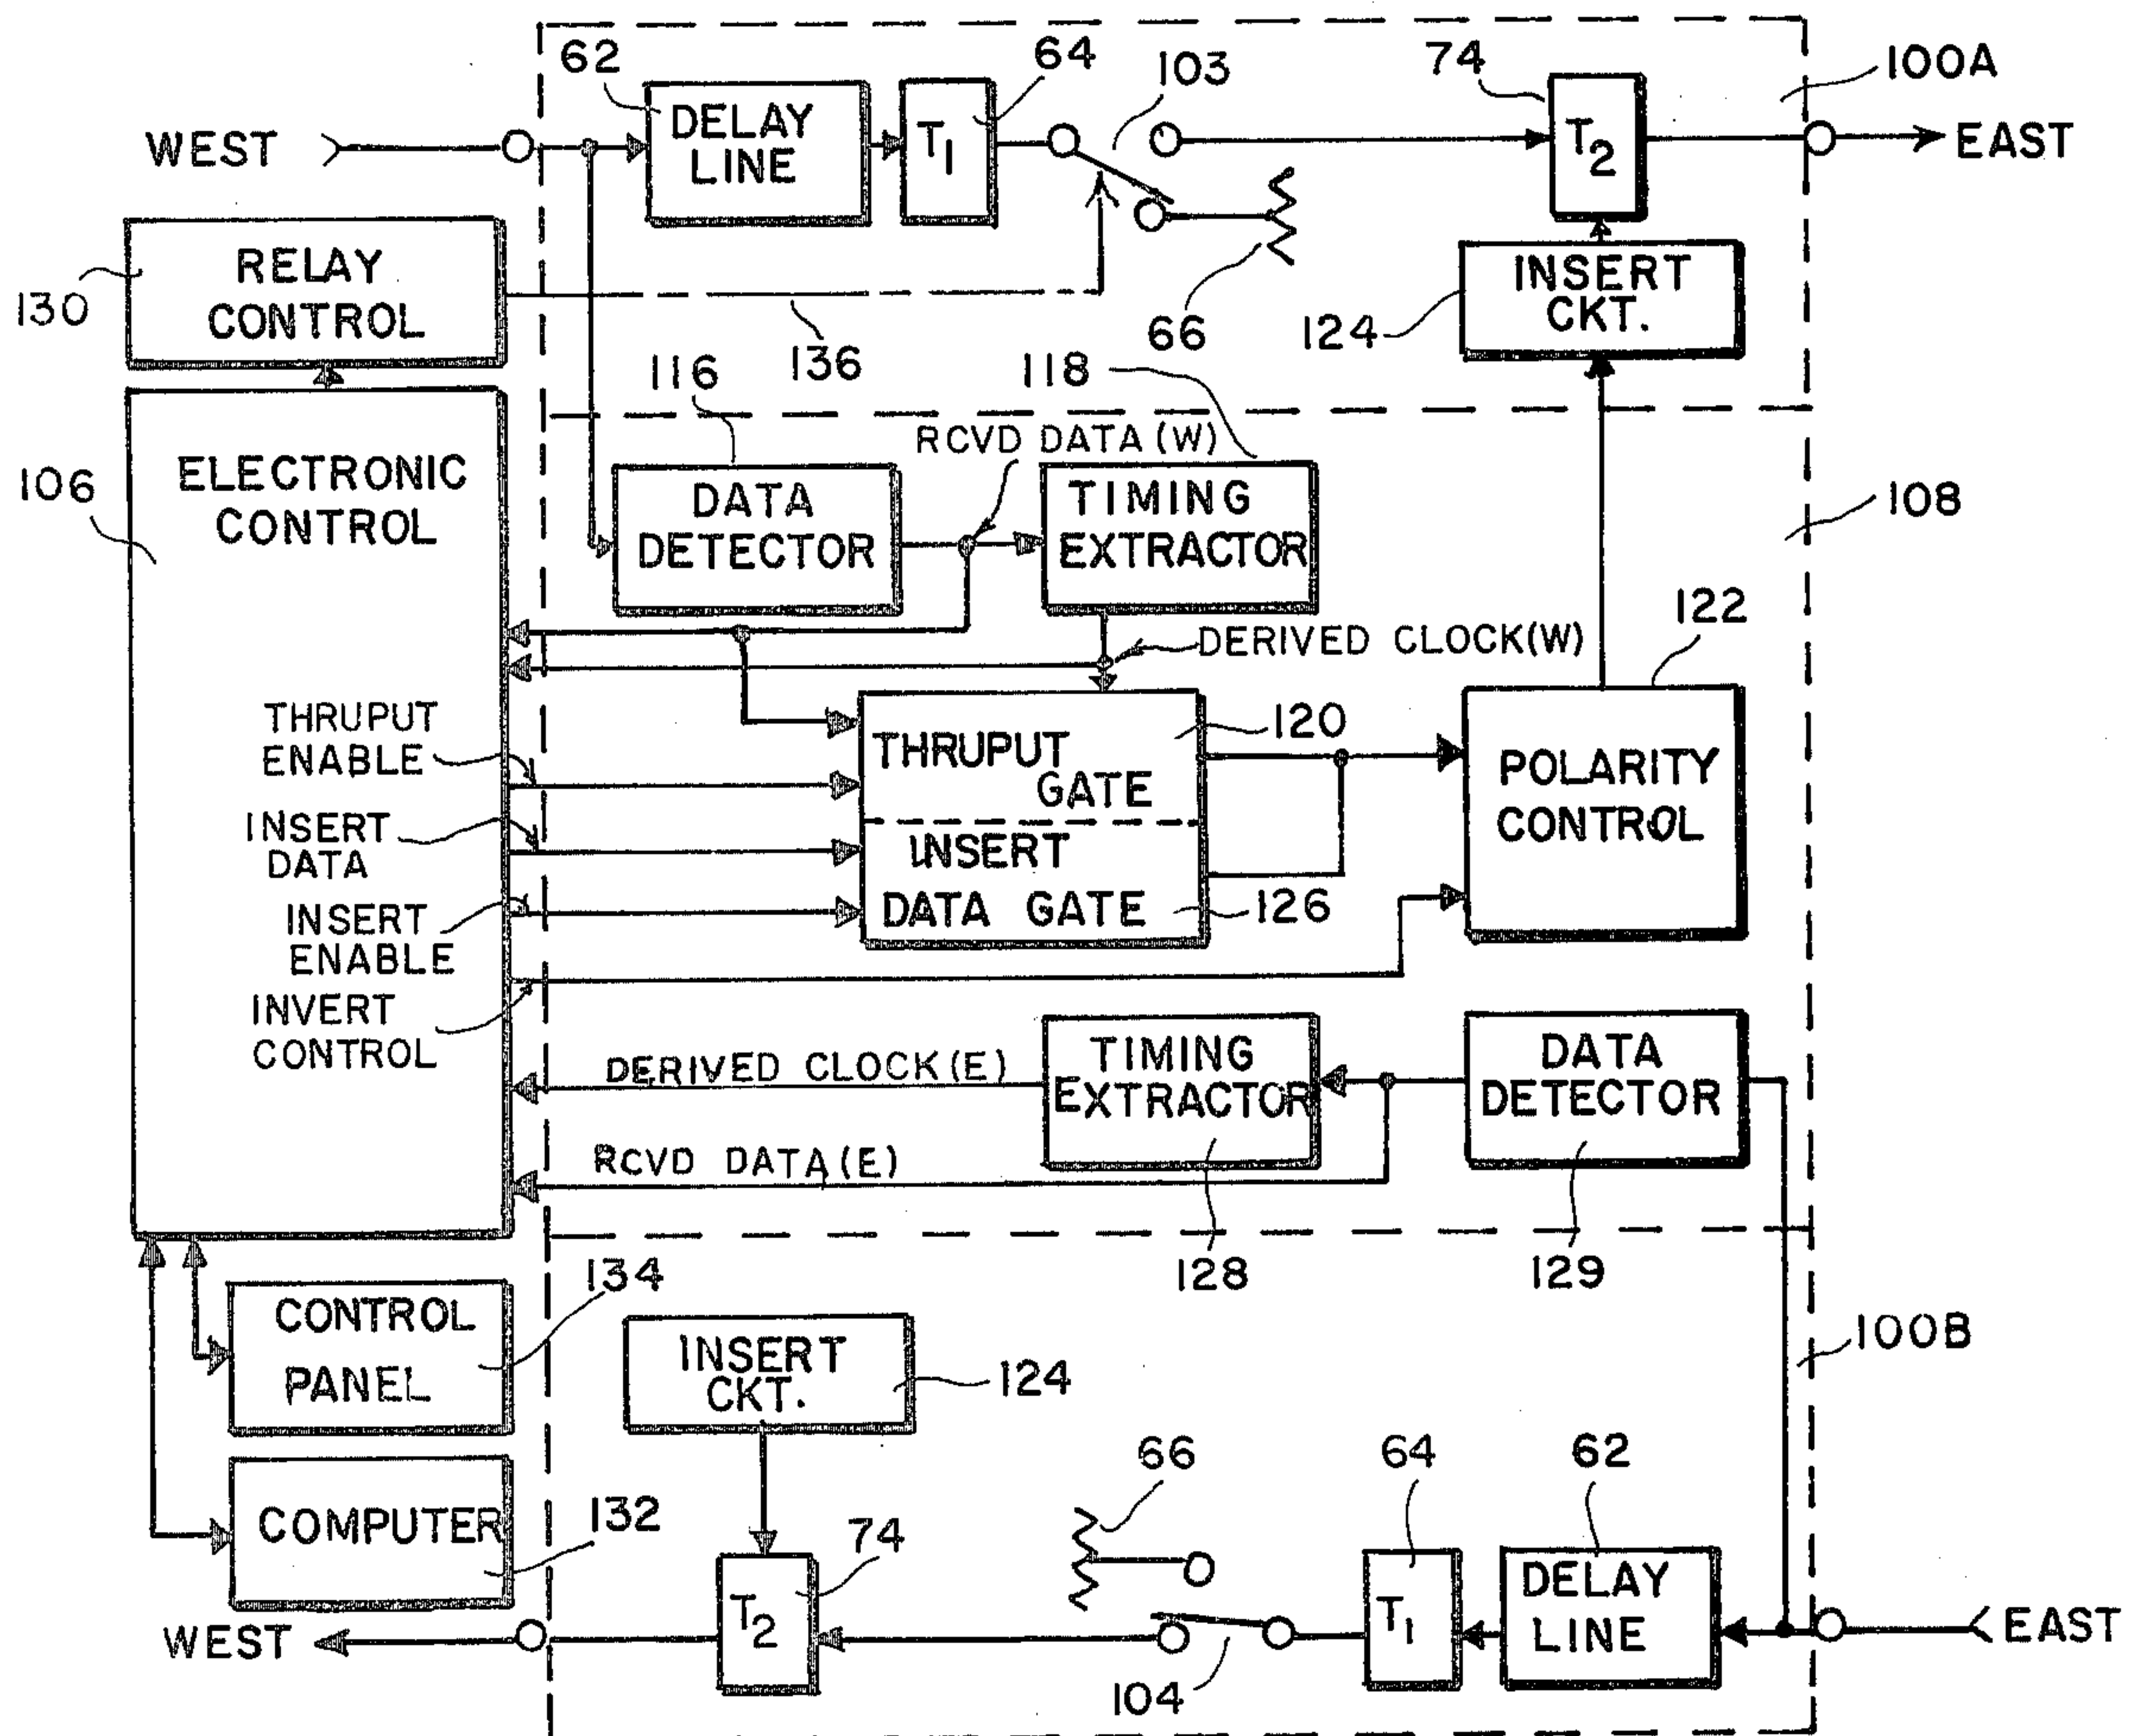 62
64
103
74
100A
WEST
DELAY
LINE
T1
T2
EAST
RELAY
CONTROL
130
INSERT
CKT.
124
66
136
116
118
RCVD DATA (W)
106
ELECTRONIC
CONTROL
DATA
DETECTOR
TIMING
EXTRACTOR
108
DERIVED CLOCK(W)
122
THRUPUT
ENABLE
THRUPUT
GATE
120
POLARITY
CONTROL
INSERT
DATA
INSERT
DATA GATE
126
INSERT
ENABLE
INVERT
CONTROL
DERIVED CLOCK(E)
TIMING
EXTRACTOR
DATA
DETECTOR
RCVD DATA(E)
128
129
134
CONTROL
PANEL
INSERT
CKT.
124
100B
66
64
62
COMPUTER
132
74
T2
T1
DELAY
LINE
WEST
104
EAST